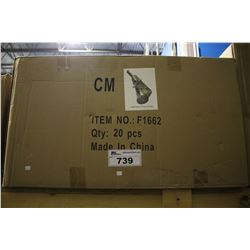 CM
ITEM NO.: F1662
Qty: 20 pcs
Made in China
739